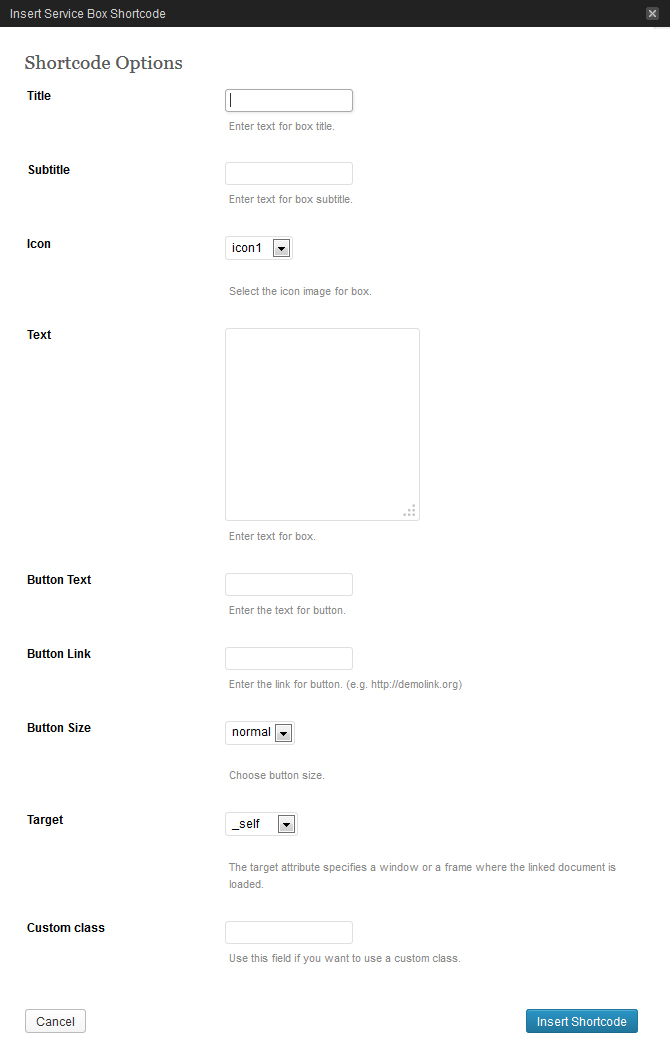 Insert Service Box Shortcode
Shortcode Options
Title
Enter text for box title.
Subtitle
Enter text for box subtitle.
Icon
icon1
Select the icon image for box.
Text
Enter text for box.
Button Text
Enter the text for button.
Button Link
Enter the link for button. (e.g. http://demolink.org)
Button Size
normal
Choose button size.
Target
_self
The target attribute specifies a window or a frame where the linked document is
loaded.
Custom class
Use this field if you want to use a custom class.
Cancel
Insert Shortcode